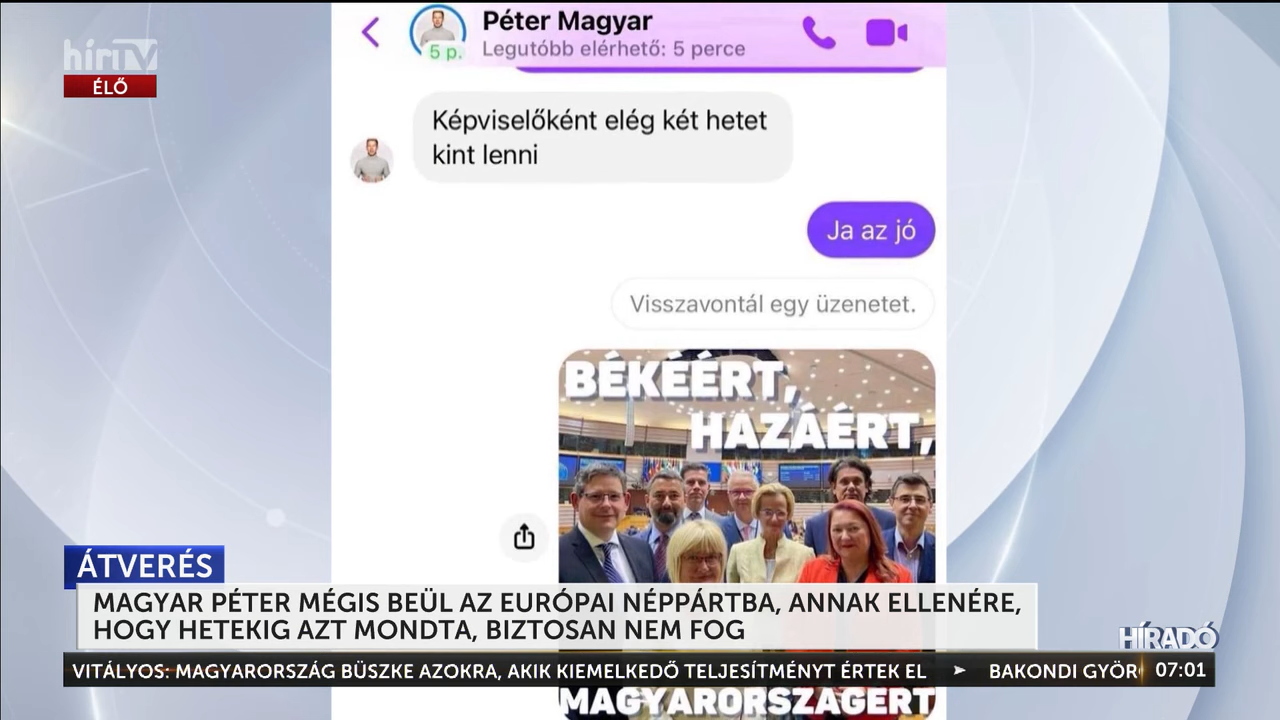 hírTV
ÉLŐ
5 p.
Péter Magyar
Legutóbb elérhető: 5 perce
Képviselőként elég két hetet
kint lenni
Ja az jó
Visszavontál egy üzenetet.
BÉKÉÉRT,
HAZÁÉRT,
ÁTVERÉS
MAGYAR PÉTER MÉGIS BEÜL AZ EURÓPAI NÉPPÁRTBA, ANNAK ELLENÉRE,
HOGY HETEKIG AZT MONDTA, BIZTOSAN NEM FOG
HÍRADÓ
VITÁLYOS: MAGYARORSZÁG BÜSZKE AZOKRA, AKIK KIEMELKEDŐ TELJESÍTMÉNYT ÉRTEK EL ► BAKONDI GYÖR
07:01
MAGYARORSZÁGÉRT